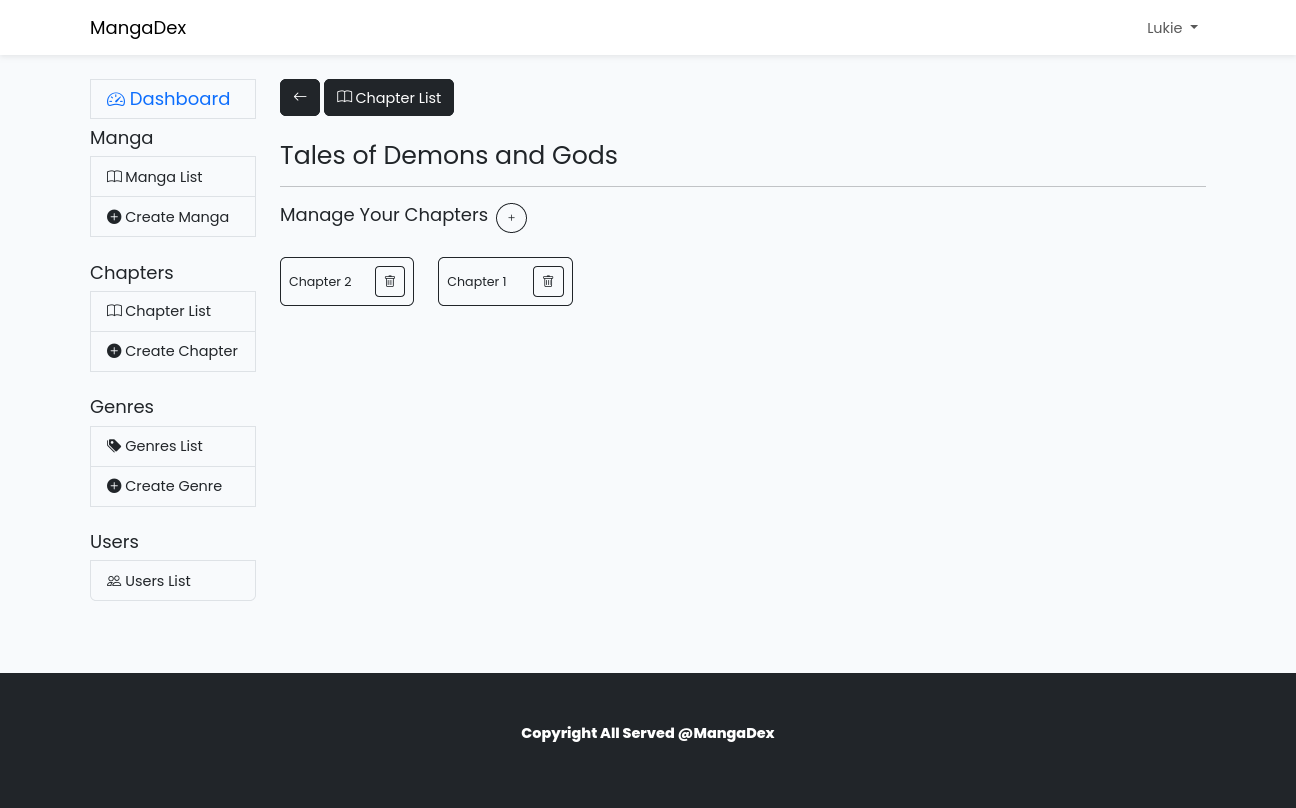 MangaDex
Lukie
Dashboard
Manga
Manga List
Create Manga
Chapters
Chapter List
Create Chapter
Genres
Genres List
Create Genre
Users
Users List
Chapter List
Tales of Demons and Gods
Manage Your Chapters +
Chapter 2
Chapter 1
Copyright All Served @MangaDex